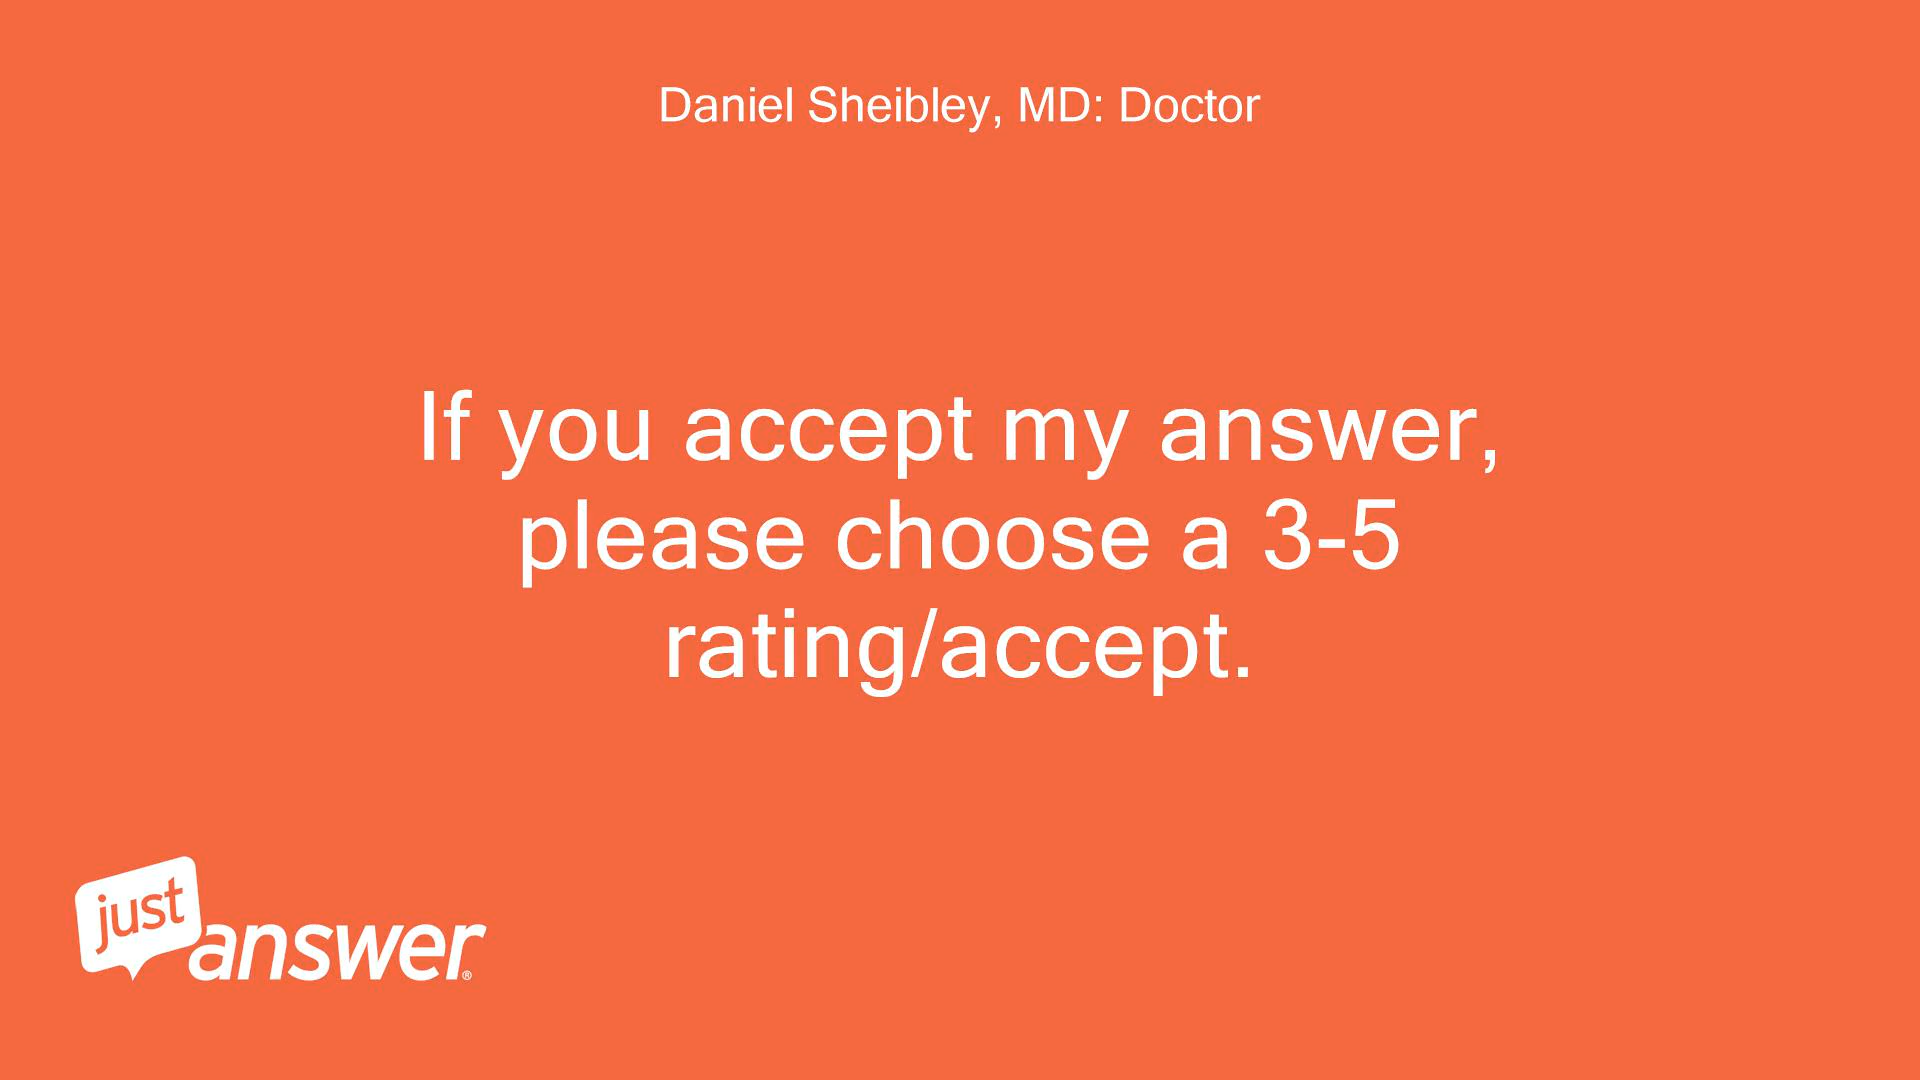 Daniel Sheibley, MD: Doctor
If you accept my answer,
please choose a 3-5
rating/accept.
just
answer®